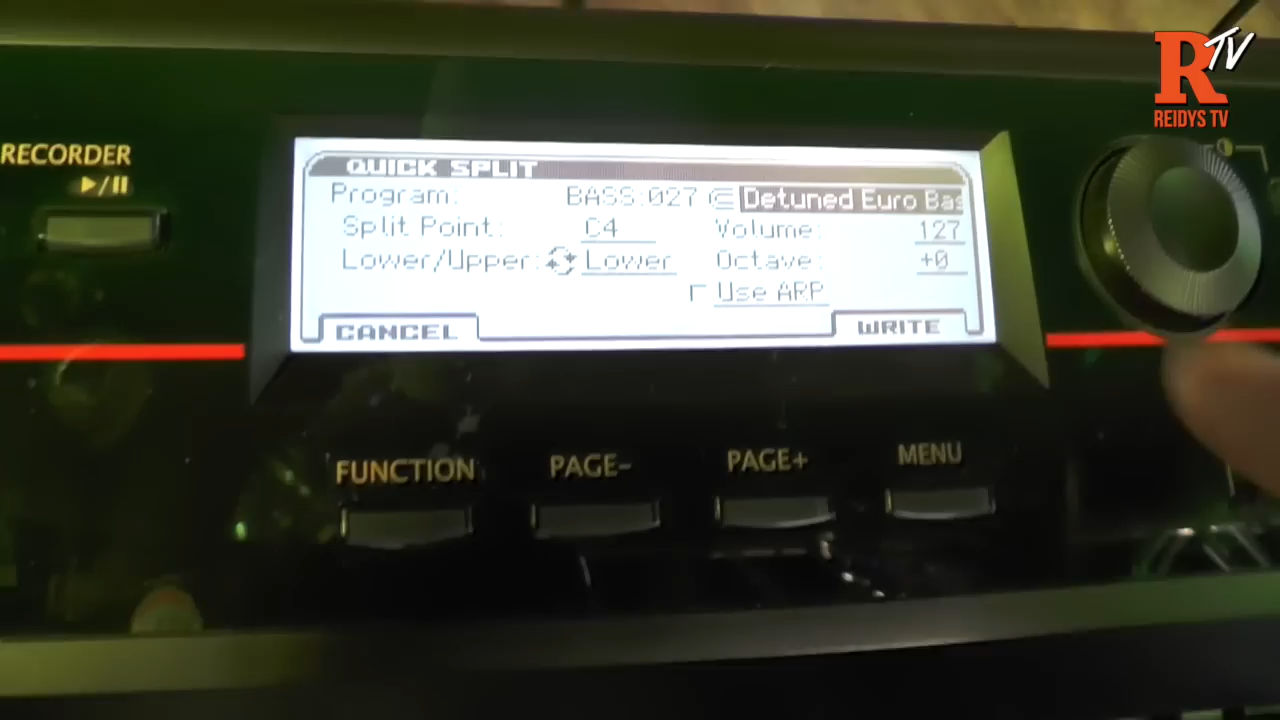 RTV
REIDYS TV
RECORDER
▶/II
QUICK SPLIT
Program: BASS:027 Detuned Euro Bas
Split Point: C4 Volume: 127
Lower/Upper: Lower Octave: +0
Use ARP
CANCEL WRITE
FUNCTION PAGE- PAGE+ MENU